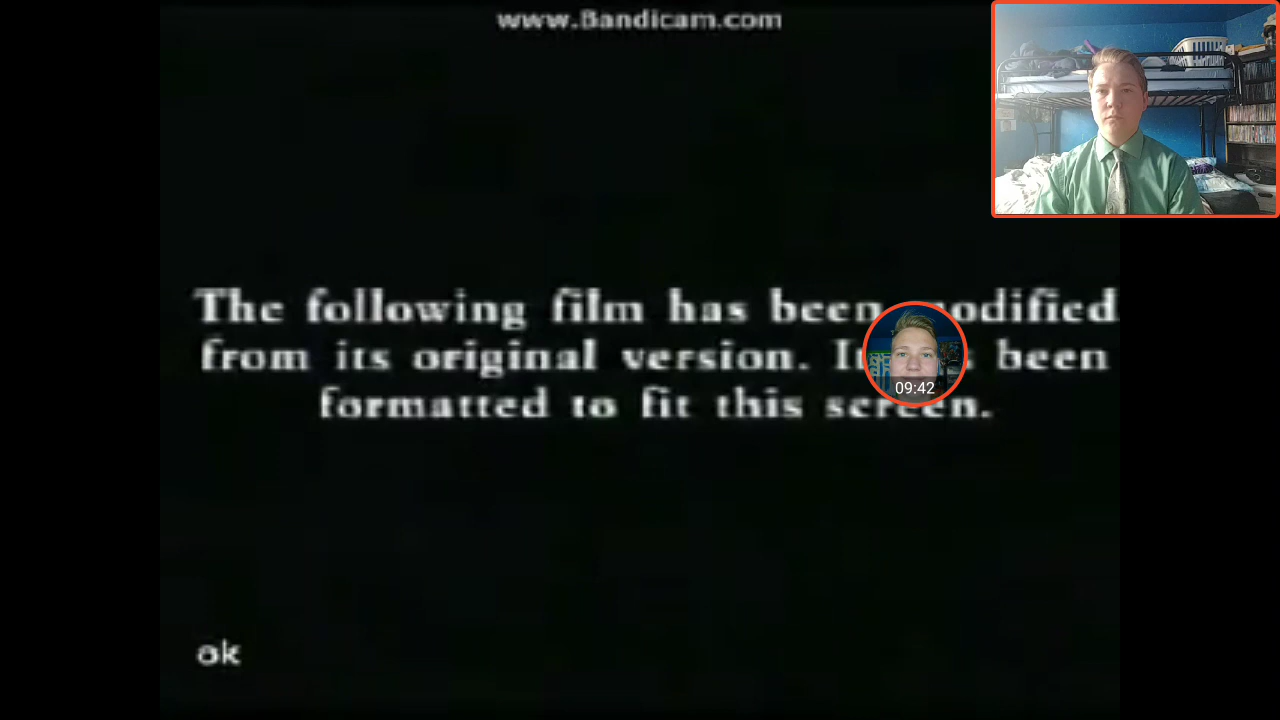 www.Bandicam.com
The following film has been modified
from its original version. It has been
formatted to fit this screen.
09:42
ok